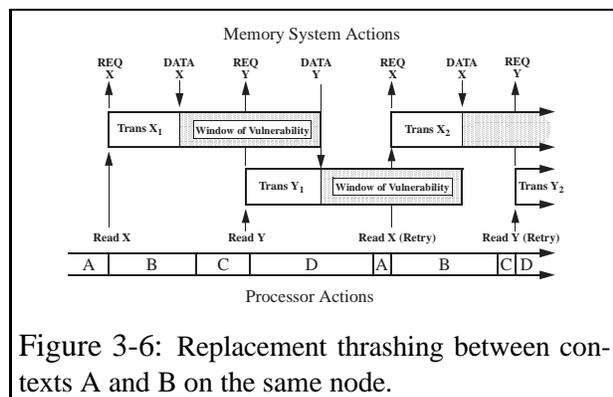 Memory System Actions
REQ X DATA X REQ Y DATA Y REQ X DATA X REQ Y
Trans X1 Window of Vulnerability Trans X2
Trans Y1 Window of Vulnerability Trans Y2
Read X Read Y Read X (Retry) Read Y (Retry)
A B C D A B C D
Processor Actions
Figure 3-6: Replacement thrashing between con-
texts A and B on the same node.